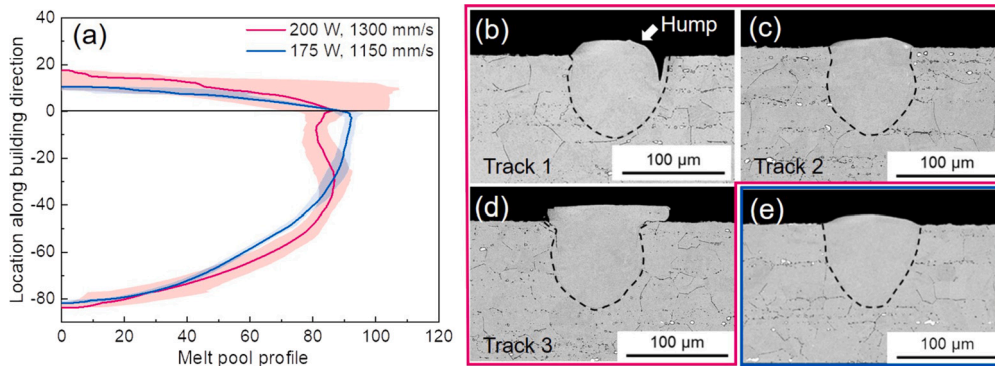 (a)
200 W, 1300 mm/s
175 W, 1150 mm/s
40
20
0
-20
-40
-60
-80
0 20 40 60 80 100 120
Location along building direction
Melt pool profile
(b)
Hump
Track 1
100 µm
(c)
Track 2
100 µm
(d)
Track 3
100 µm
(e)
100 µm